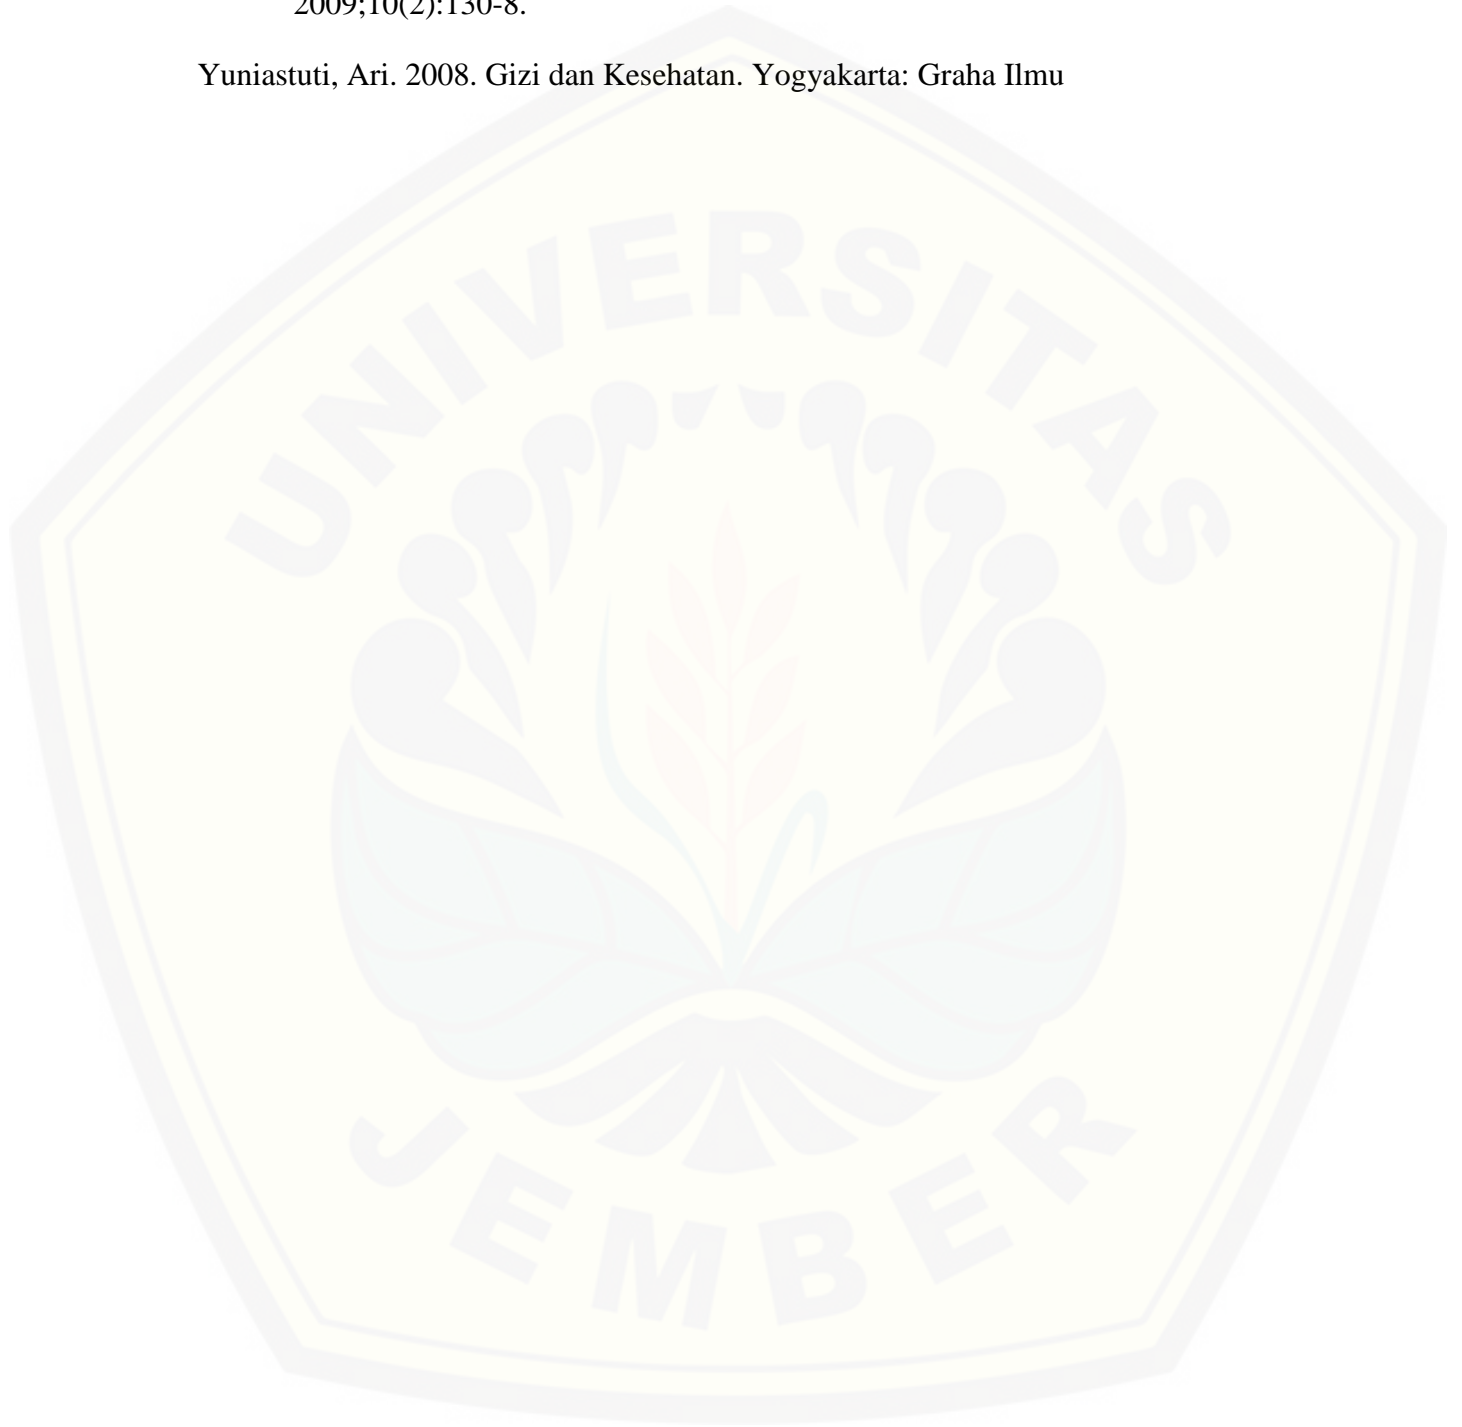 2009;10(2):130-8.
Yuniastuti, Ari. 2008. Gizi dan Kesehatan. Yogyakarta: Graha Ilmu
UNIVERSITAS
JEMBER